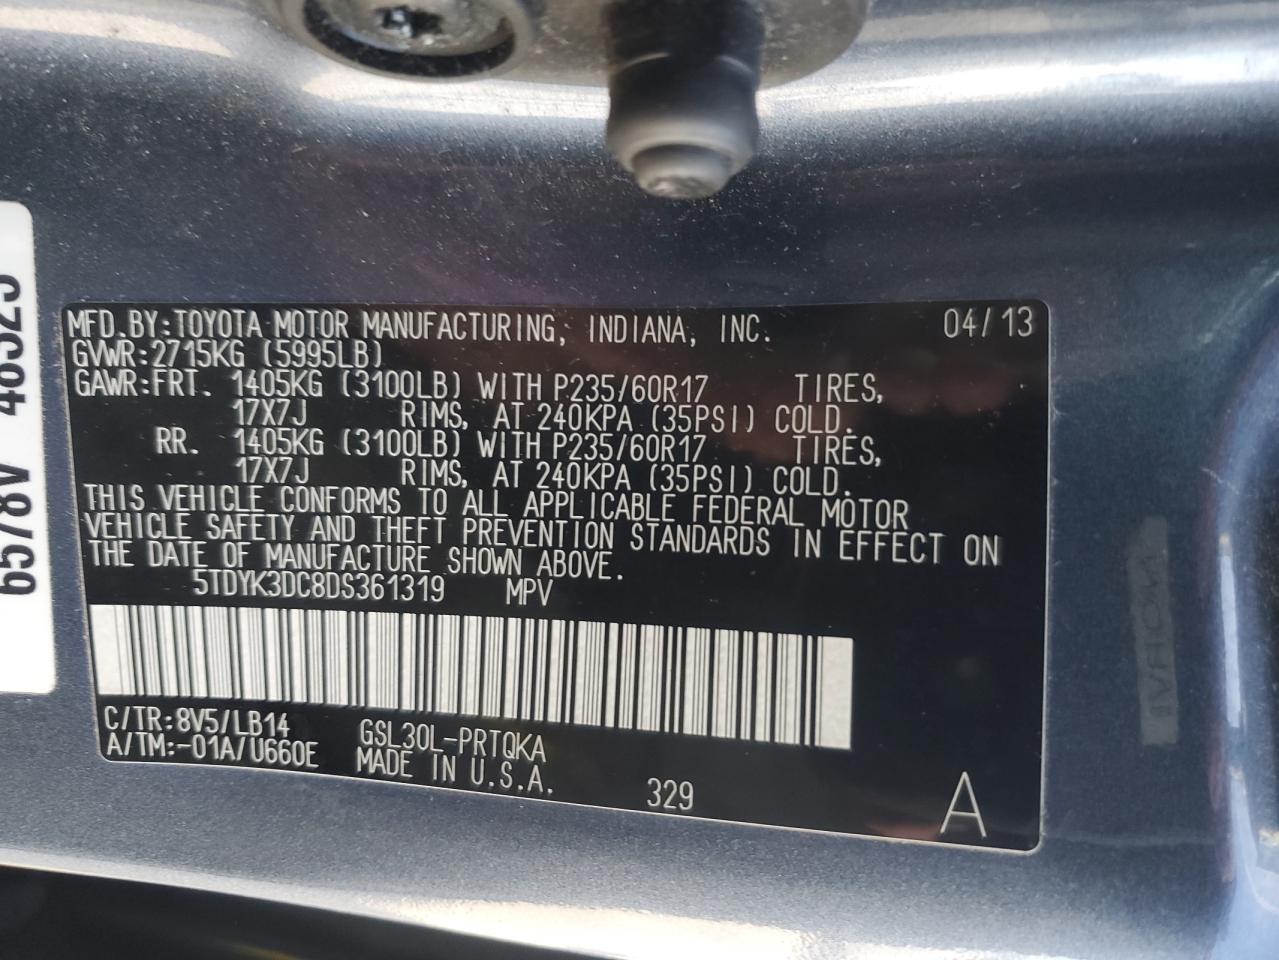 MFD.BY:TOYOTA MOTOR MANUFACTURING, INDIANA, INC. 04/13
GVWR:2715KG (5995LB)
GAWR:FRT. 1405KG (3100LB) WITH P235/60R17 TIRES,
17X7J RIMS, AT 240KPA (35PSI) COLD.
RR. 1405KG (3100LB) WITH P235/60R17 TIRES,
17X7J RIMS, AT 240KPA (35PSI) COLD.
THIS VEHICLE CONFORMS TO ALL APPLICABLE FEDERAL MOTOR
VEHICLE SAFETY AND THEFT PREVENTION STANDARDS IN EFFECT ON
THE DATE OF MANUFACTURE SHOWN ABOVE.
5TDYK3DC8DS361319 MPV
C/TR:8V5/LB14 GSL30L-PRTQKA
A/TM:-01A/U660E MADE IN U.S.A.
329 A
6578V